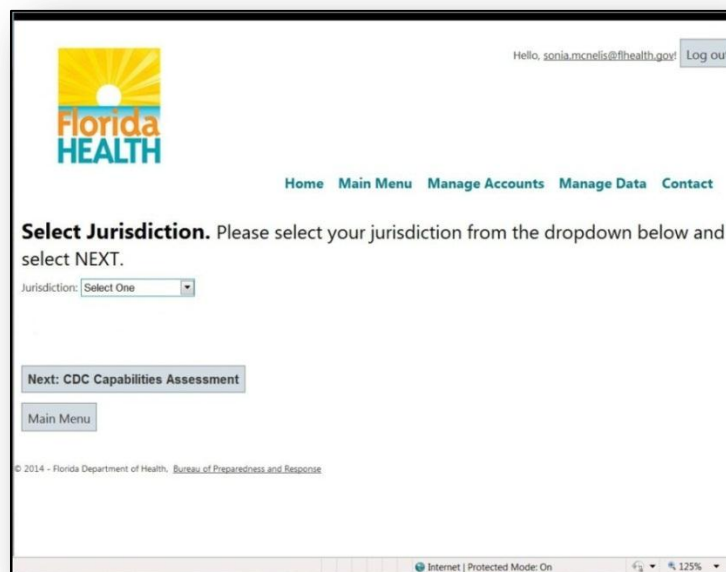 Hello, sonia.mcnelis@flhealth.gov! Log out
Florida
HEALTH
Home Main Menu Manage Accounts Manage Data Contact
Select Jurisdiction. Please select your jurisdiction from the dropdown below and
select NEXT.
Jurisdiction: Select One
Next: CDC Capabilities Assessment
Main Menu
© 2014 - Florida Department of Health, Bureau of Preparedness and Response
Internet | Protected Mode: On 125%